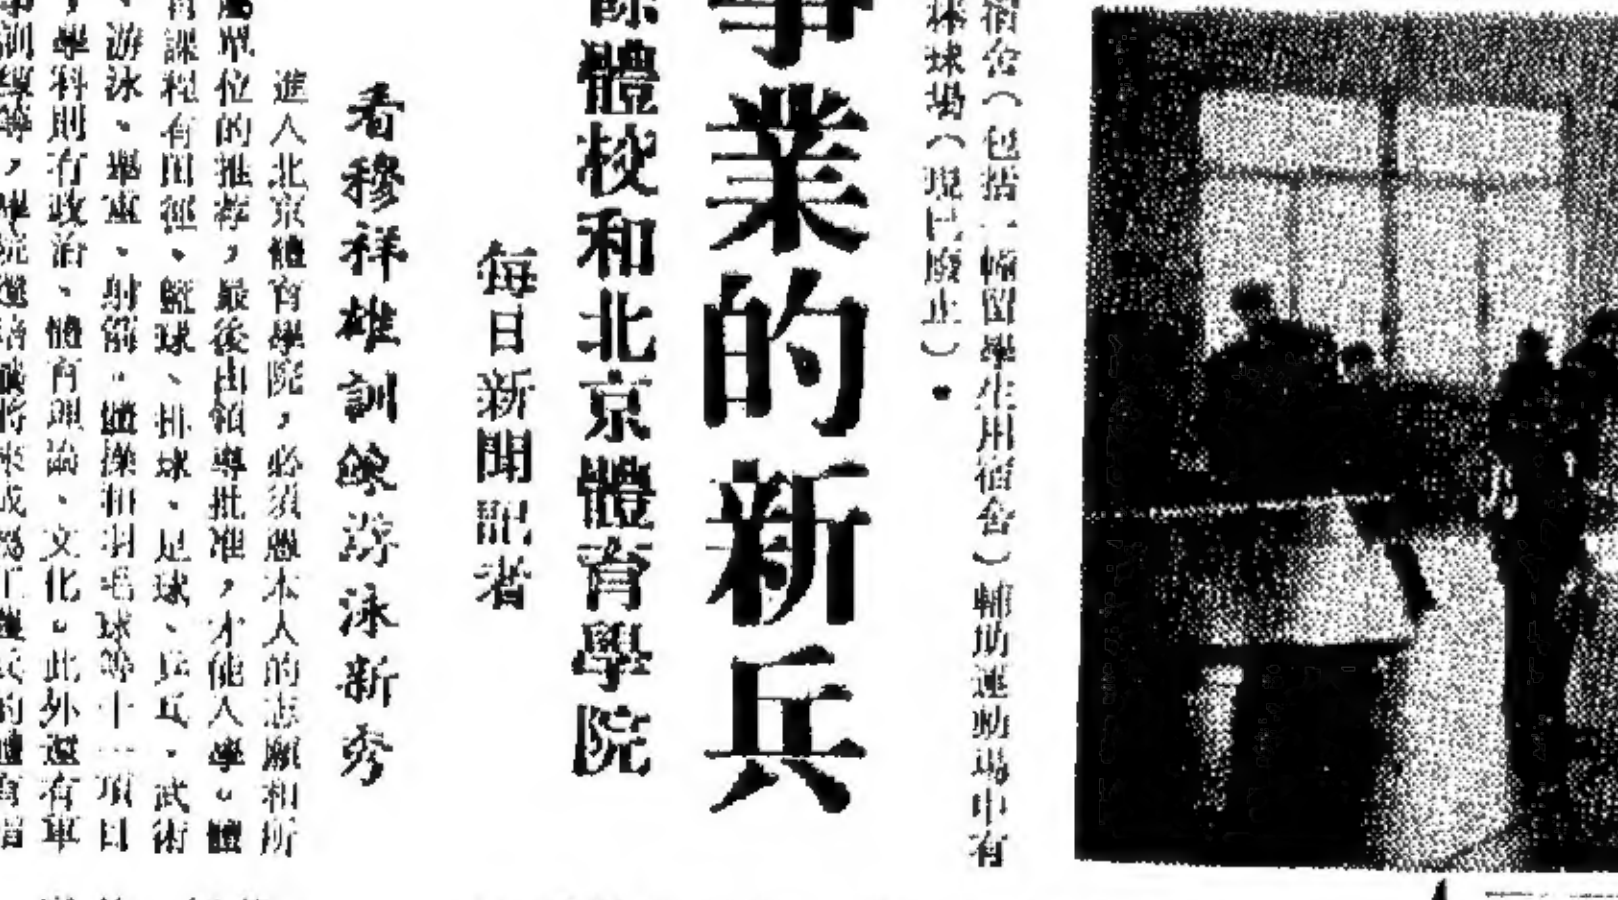 宿舍（包括一幢留學生用宿舍）輔助運動場中有
球場（現已廢止）。
事業的新兵
體校和北京體育學院
每日新聞記者
看穆祥雄訓練游泳新秀
進入北京體育學院，必須憑本人的志願和所
單位的推荐，最後由領導批准，才能入學。體
課程有田徑、籃球、排球、足球、乒乓、武術
、游泳、舉重、射箭、體操和羽毛球等十一項目
學科則有政治、體育理論、文化。此外還有軍
訓練等，